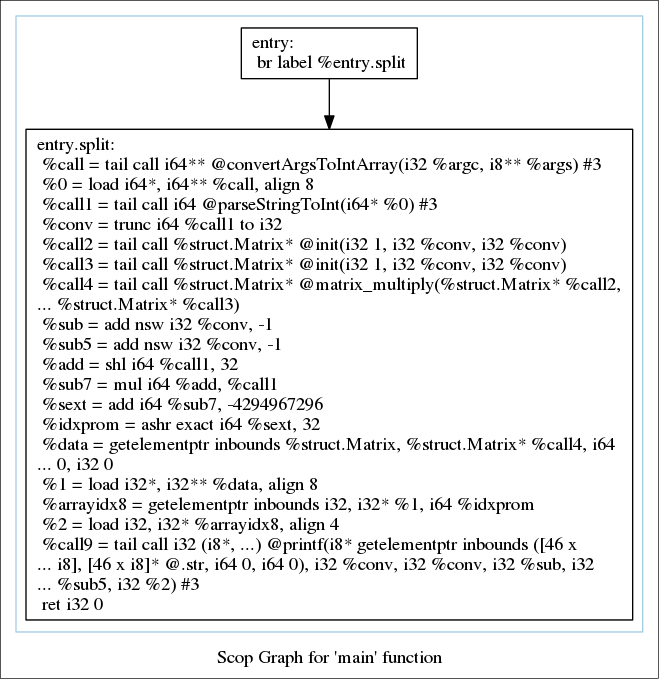 entry:
br label %entry.split
entry.split:
%call = tail call i64** @convertArgsToIntArray(i32 %argc, i8** %args) #3
%0 = load i64*, i64** %call, align 8
%call1 = tail call i64 @parseStringToInt(i64* %0) #3
%conv = trunc i64 %call1 to i32
%call2 = tail call %struct.Matrix* @init(i32 1, i32 %conv, i32 %conv)
%call3 = tail call %struct.Matrix* @init(i32 1, i32 %conv, i32 %conv)
%call4 = tail call %struct.Matrix* @matrix_multiply(%struct.Matrix* %call2,
... %struct.Matrix* %call3)
%sub = add nsw i32 %conv, -1
%sub5 = add nsw i32 %conv, -1
%add = shl i64 %call1, 32
%sub7 = mul i64 %add, %call1
%sext = add i64 %sub7, -4294967296
%idxprom = ashr exact i64 %sext, 32
%data = getelementptr inbounds %struct.Matrix, %struct.Matrix* %call4, i64
... 0, i32 0
%1 = load i32*, i32** %data, align 8
%arrayidx8 = getelementptr inbounds i32, i32* %1, i64 %idxprom
%2 = load i32, i32* %arrayidx8, align 4
%call9 = tail call i32 (i8*, ...) @printf(i8* getelementptr inbounds ([46 x
... i8], [46 x i8]* @.str, i64 0, i64 0), i32 %conv, i32 %conv, i32 %sub, i32
... %sub5, i32 %2) #3
ret i32 0
Scop Graph for 'main' function